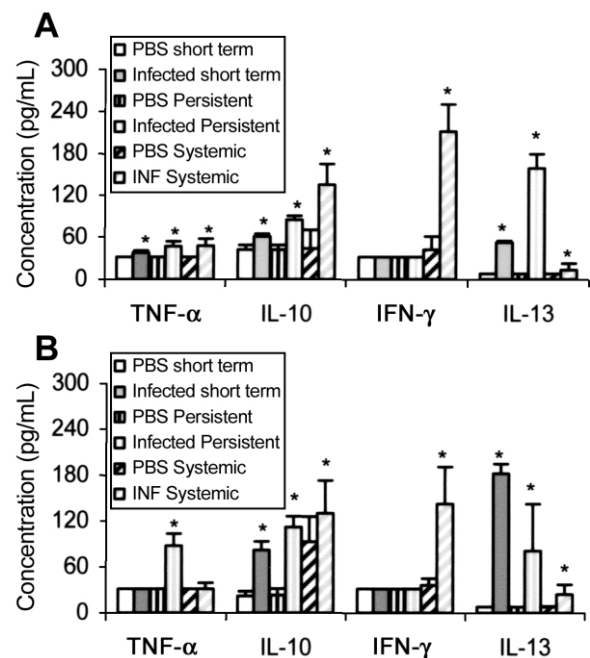 A
PBS short term
Infected short term
PBS Persistent
Infected Persistent
PBS Systemic
INF Systemic
Concentration (pg/mL)
300
240
180
120
60
0
* * * * * * * * * *
TNF-α IL-10 IFN-γ IL-13
B
PBS short term
Infected short term
PBS Persistent
Infected Persistent
PBS Systemic
INF Systemic
Concentration (pg/mL)
300
240
180
120
60
0
* * * * * * * *
TNF-α IL-10 IFN-γ IL-13